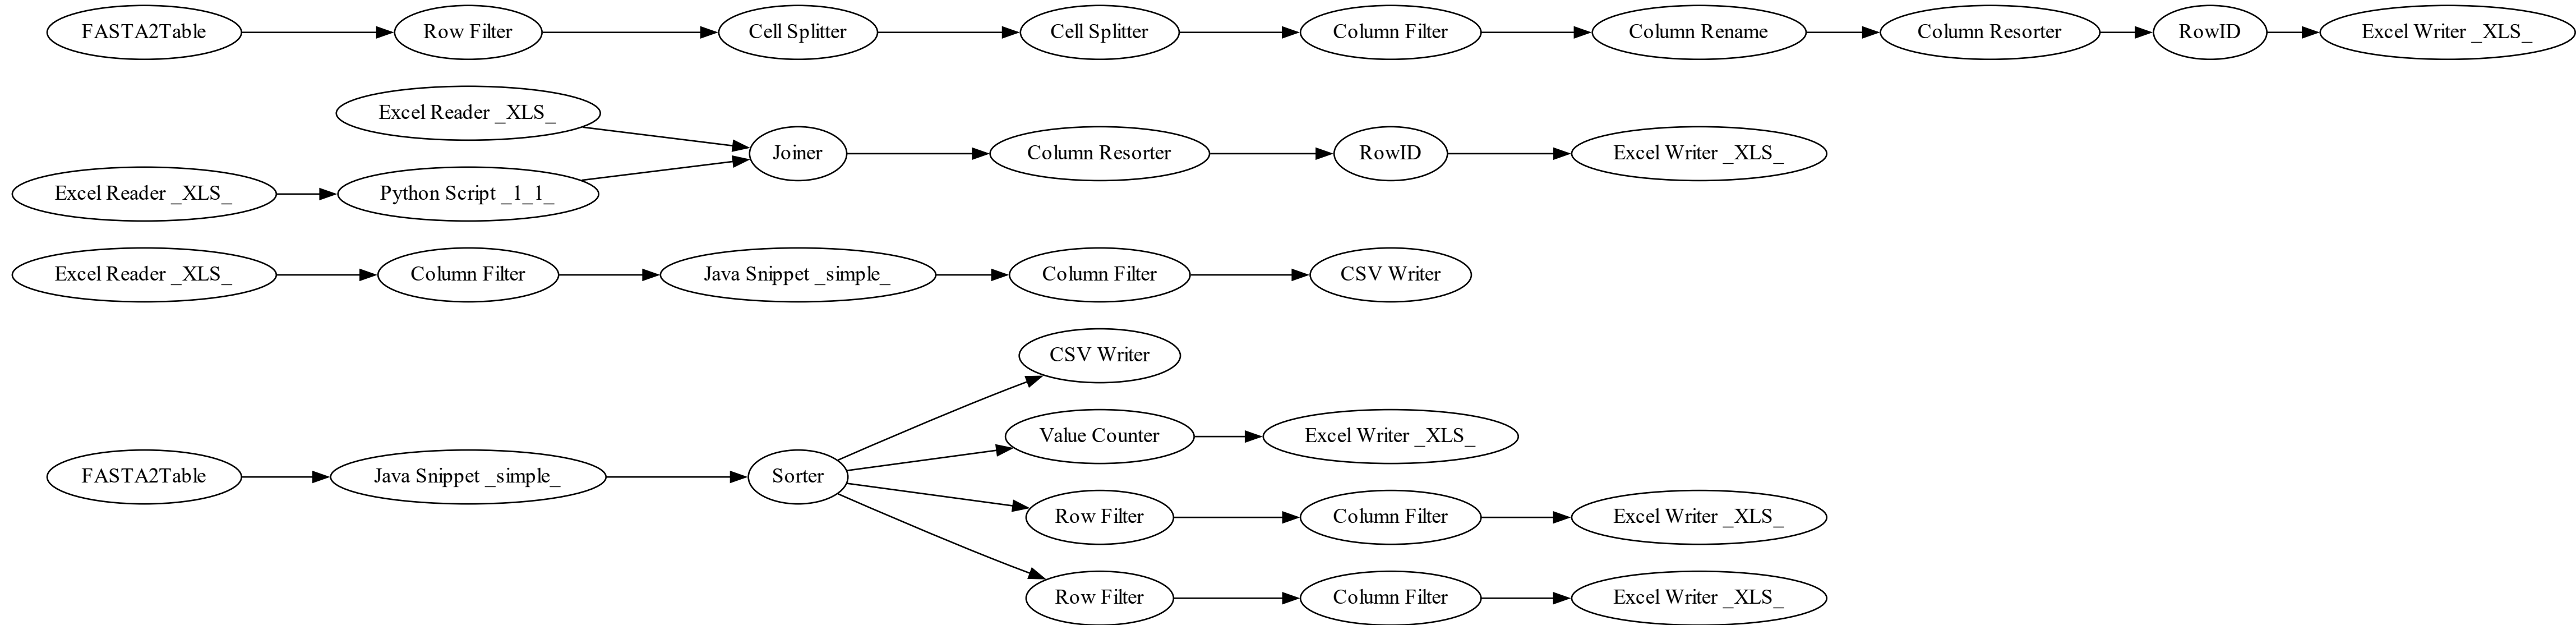 FASTA2Table
Row Filter
Cell Splitter
Cell Splitter
Column Filter
Column Rename
Column Resorter
RowID
Excel Writer _XLS_
Excel Reader _XLS_
Excel Reader _XLS_
Python Script _1_1_
Joiner
Column Resorter
RowID
Excel Writer _XLS_
Excel Reader _XLS_
Column Filter
Java Snippet _simple_
Column Filter
CSV Writer
FASTA2Table
Java Snippet _simple_
Sorter
CSV Writer
Value Counter
Excel Writer _XLS_
Row Filter
Column Filter
Excel Writer _XLS_
Row Filter
Column Filter
Excel Writer _XLS_